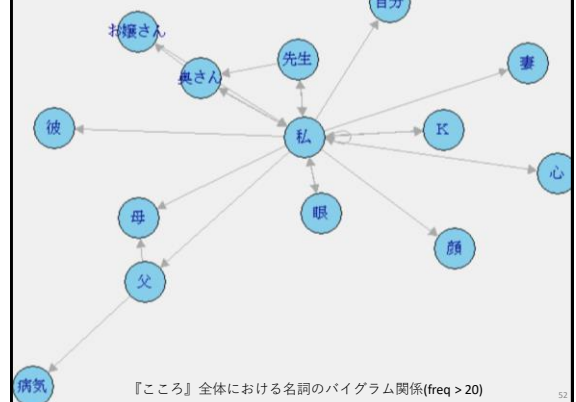 自分
お嬢さん
先生
妻
奥さん
彼
私
K
心
母
眼
顔
父
病気
『こころ』全体における名詞のバイグラム関係(freq > 20)
52